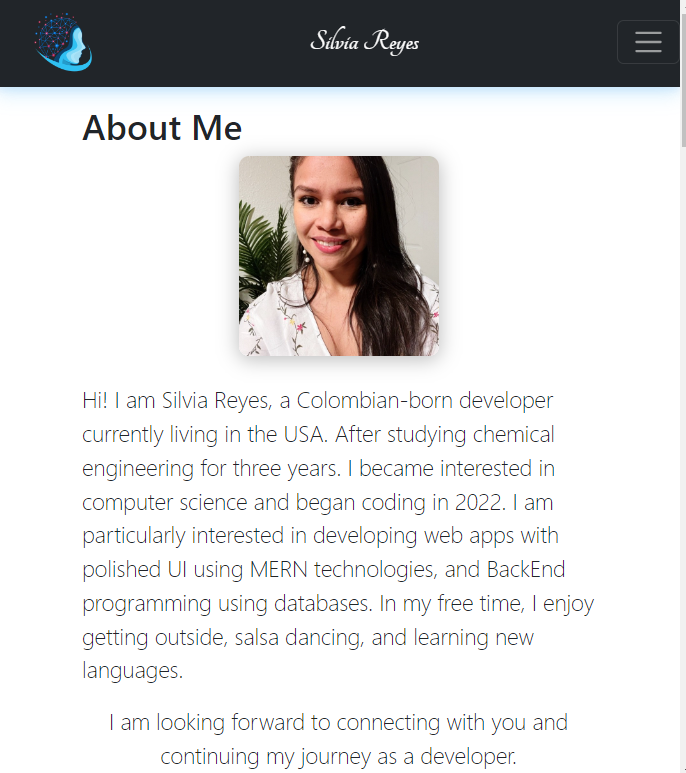 Silvia Reyes
About Me
Hi! I am Silvia Reyes, a Colombian-born developer
currently living in the USA. After studying chemical
engineering for three years. I became interested in
computer science and began coding in 2022. I am
particularly interested in developing web apps with
polished UI using MERN technologies, and BackEnd
programming using databases. In my free time, I enjoy
getting outside, salsa dancing, and learning new
languages.
I am looking forward to connecting with you and
continuing my journey as a developer.